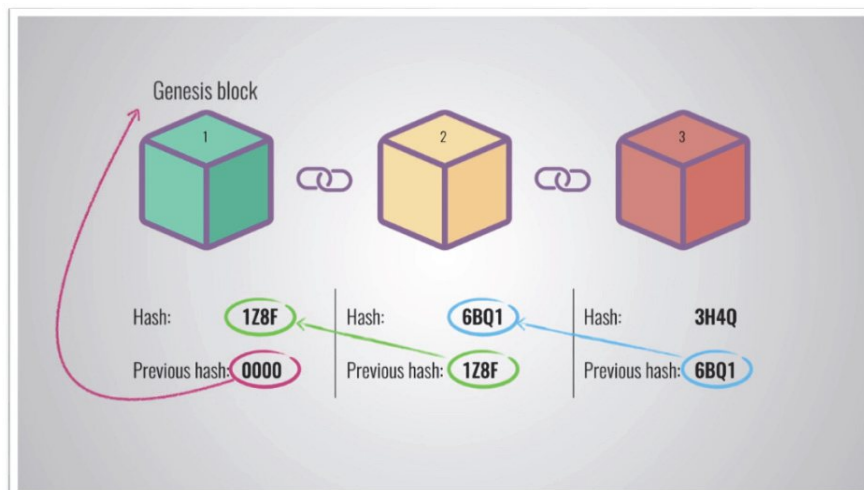 Genesis block
1
2
3
Hash: 1Z8F
Hash: 6BQ1
Hash: 3H4Q
Previous hash: 0000
Previous hash: 1Z8F
Previous hash: 6BQ1